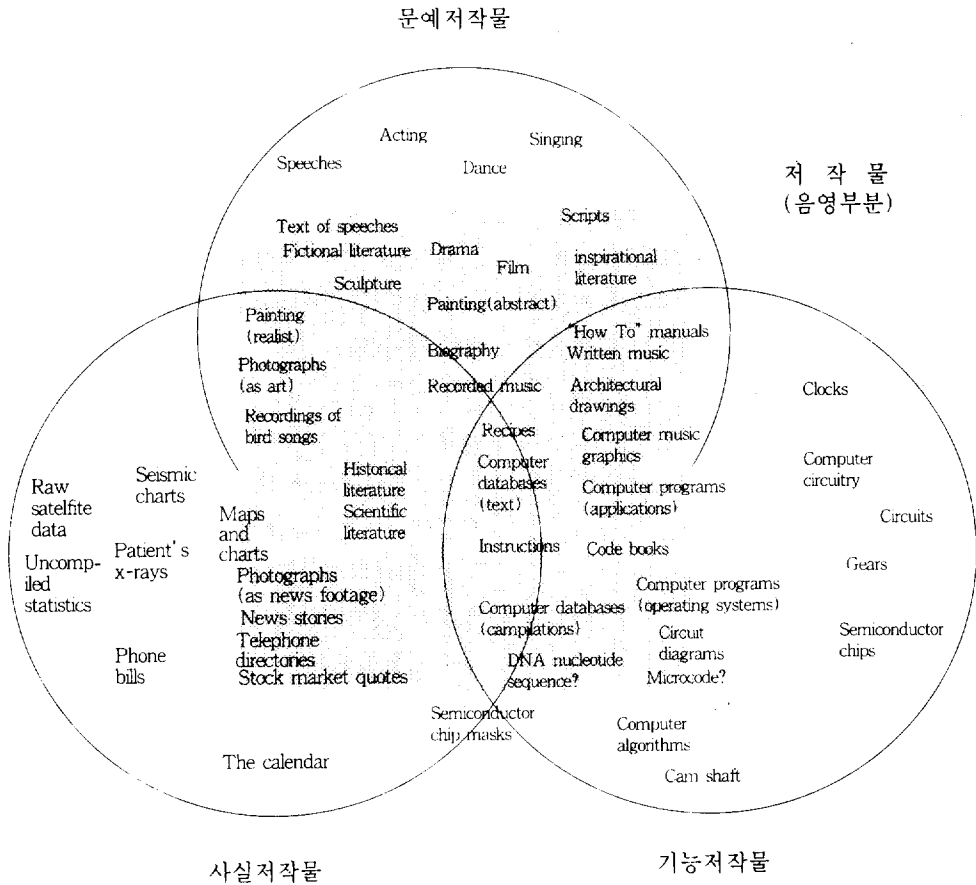 문예저작물
Acting
Singing
Speeches
Dance
저 작 물
(음영부분)
Scripts
Text of speeches
Fictional literature
Drama
Film
inspirational
literature
Sculpture
Painting(abstract)
Painting
(realist)
"How To" manuals
Written music
Biography
Photographs
(as art)
Recorded music
Architectural
drawings
Clocks
Recordings of
bird songs
Recipes
Computer music
graphics
Historical
literature
Scientific
literature
Computer
databases
(text)
Computer programs
(applications)
Computer
circuitry
Seismic
charts
Raw
satelfite
data
Maps
and
charts
Circuits
Patient's
x-rays
Uncomp-
iled
statistics
Instructions
Code books
Gears
Photographs
(as news footage)
News stories
Telephone
directories
Stock market quotes
Computer programs
(operating systems)
Computer databases
(campilations)
Circuit
diagrams
Semiconductor
chips
Phone
bills
DNA nucleotide
sequence?
Microcode?
Semiconductor
chip masks
Computer
algorithms
The calendar
Cam shaft
사실저작물
기능저작물